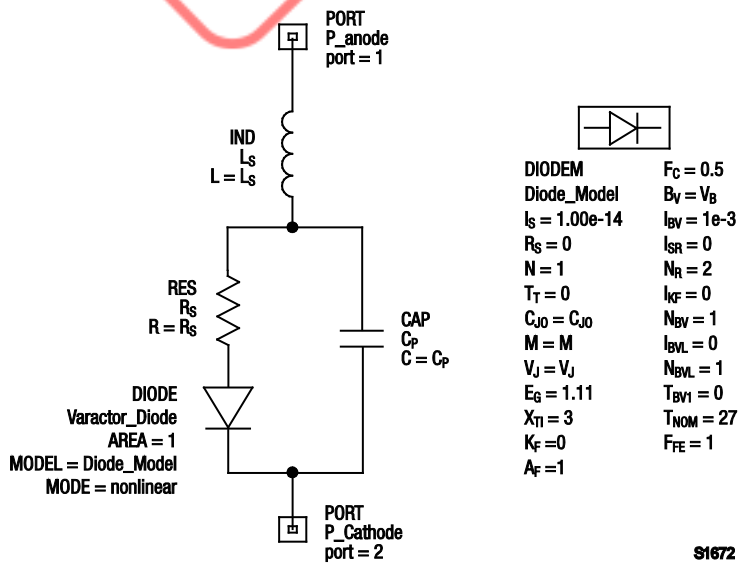 PORT
P_anode
port = 1
IND
LS
L = LS
RES
RS
R = RS
CAP
CP
C = CP
DIODE
Varactor_Diode
AREA = 1
MODEL = Diode_Model
MODE = nonlinear
PORT
P_Cathode
port = 2
DIODEM
Diode_Model
IS = 1.00e-14
RS = 0
N = 1
TT = 0
CJO = CJO
M = M
VJ = VJ
EG = 1.11
XTI = 3
KF =0
AF =1
FC = 0.5
BV = VB
IBV = 1e-3
ISR = 0
NR = 2
IKF = 0
NBV = 1
IBVL = 0
NBVL = 1
TBV1 = 0
TNOM = 27
FFE = 1
S1672